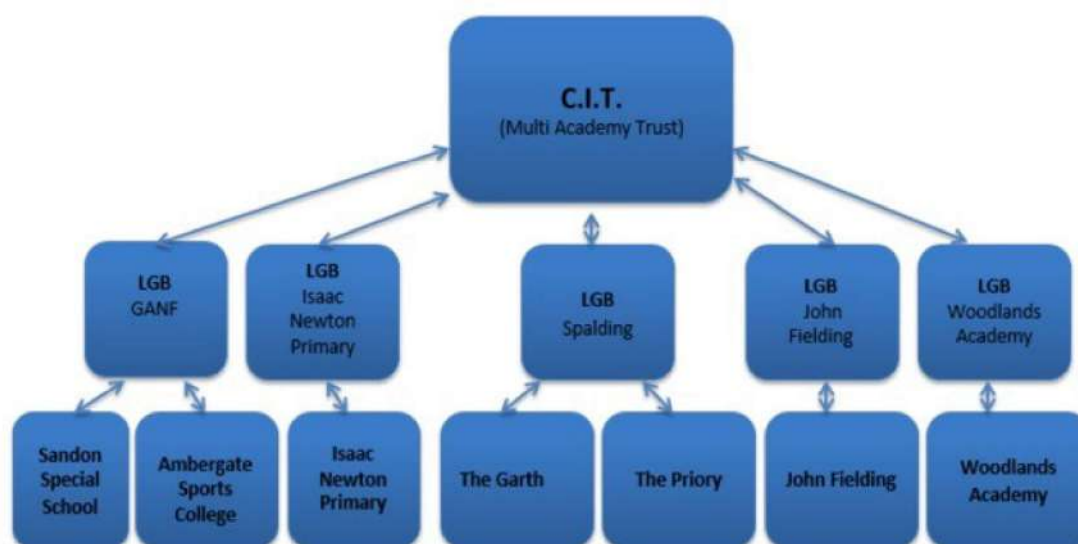 C.I.T.
(Multi Academy Trust)
LGB
GANF
LGB
Isaac
Newton
Primary
LGB
Spalding
LGB
John
Fielding
LGB
Woodlands
Academy
Sandon
Special
School
Ambergate
Sports
College
Isaac
Newton
Primary
The Garth
The Priory
John Fielding
Woodlands
Academy